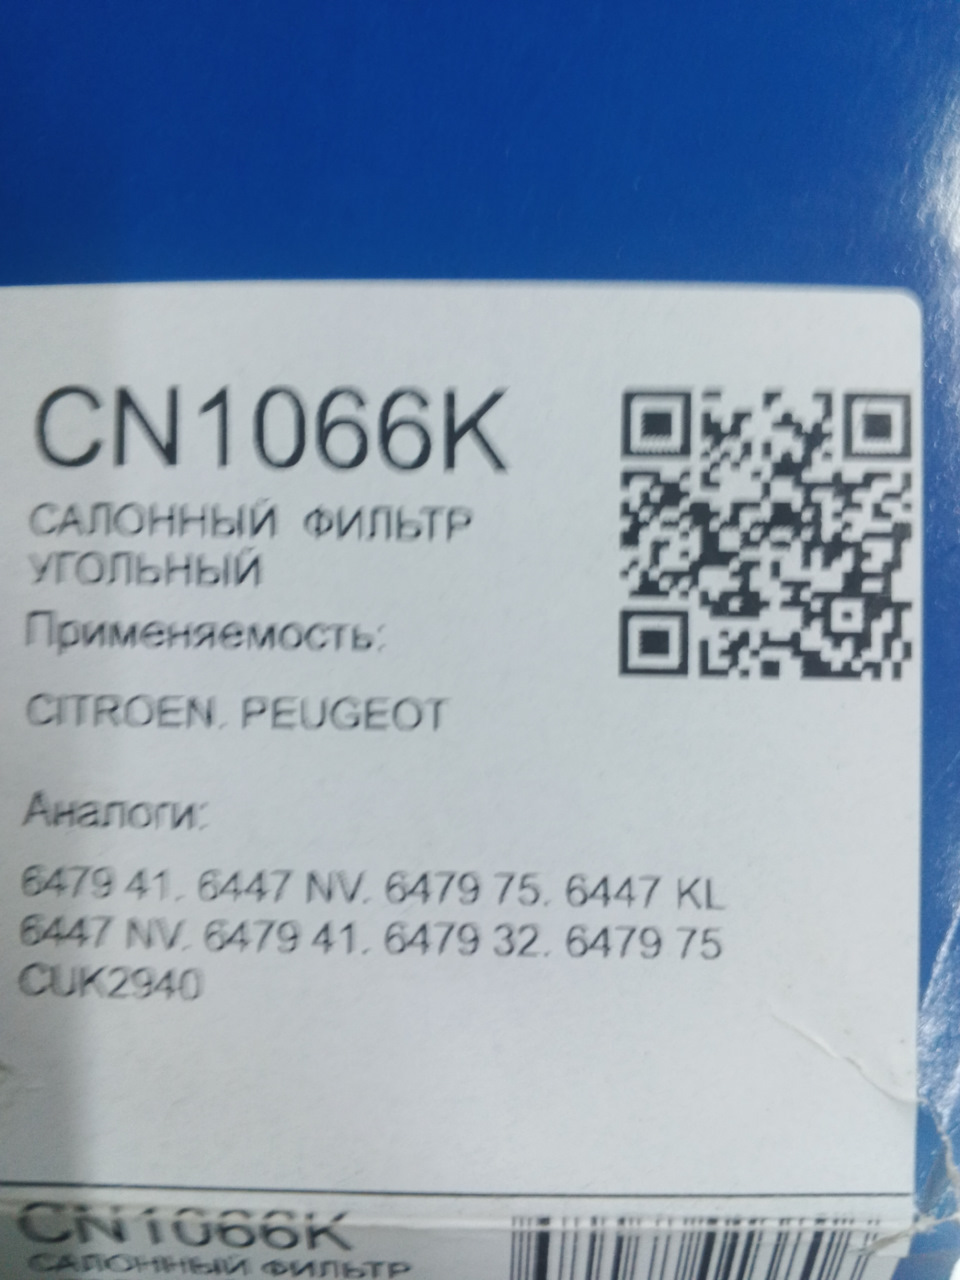 CN1066K
САЛОННЫЙ ФИЛЬТР
УГОЛЬНЫЙ
Применяемость:
CITROEN, PEUGEOT
Аналоги:
6479 41, 6447 NV, 6479 75, 6447 KL
6447 NV, 6479 41, 6479 32, 6479 75
CUK2940
CN1066K
САЛОННЫЙ ФИЛЬТР